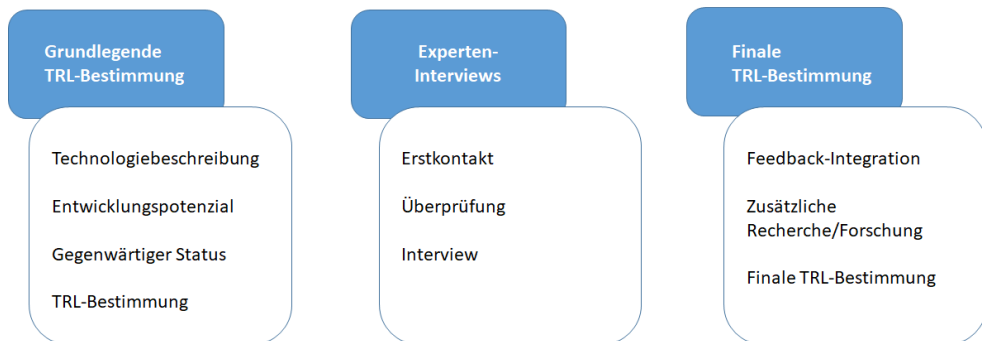 Grundlegende
TRL-Bestimmung
Technologiebeschreibung
Entwicklungspotenzial
Gegenwärtiger Status
TRL-Bestimmung
Experten-
Interviews
Erstkontakt
Überprüfung
Interview
Finale
TRL-Bestimmung
Feedback-Integration
Zusätzliche
Recherche/Forschung
Finale TRL-Bestimmung